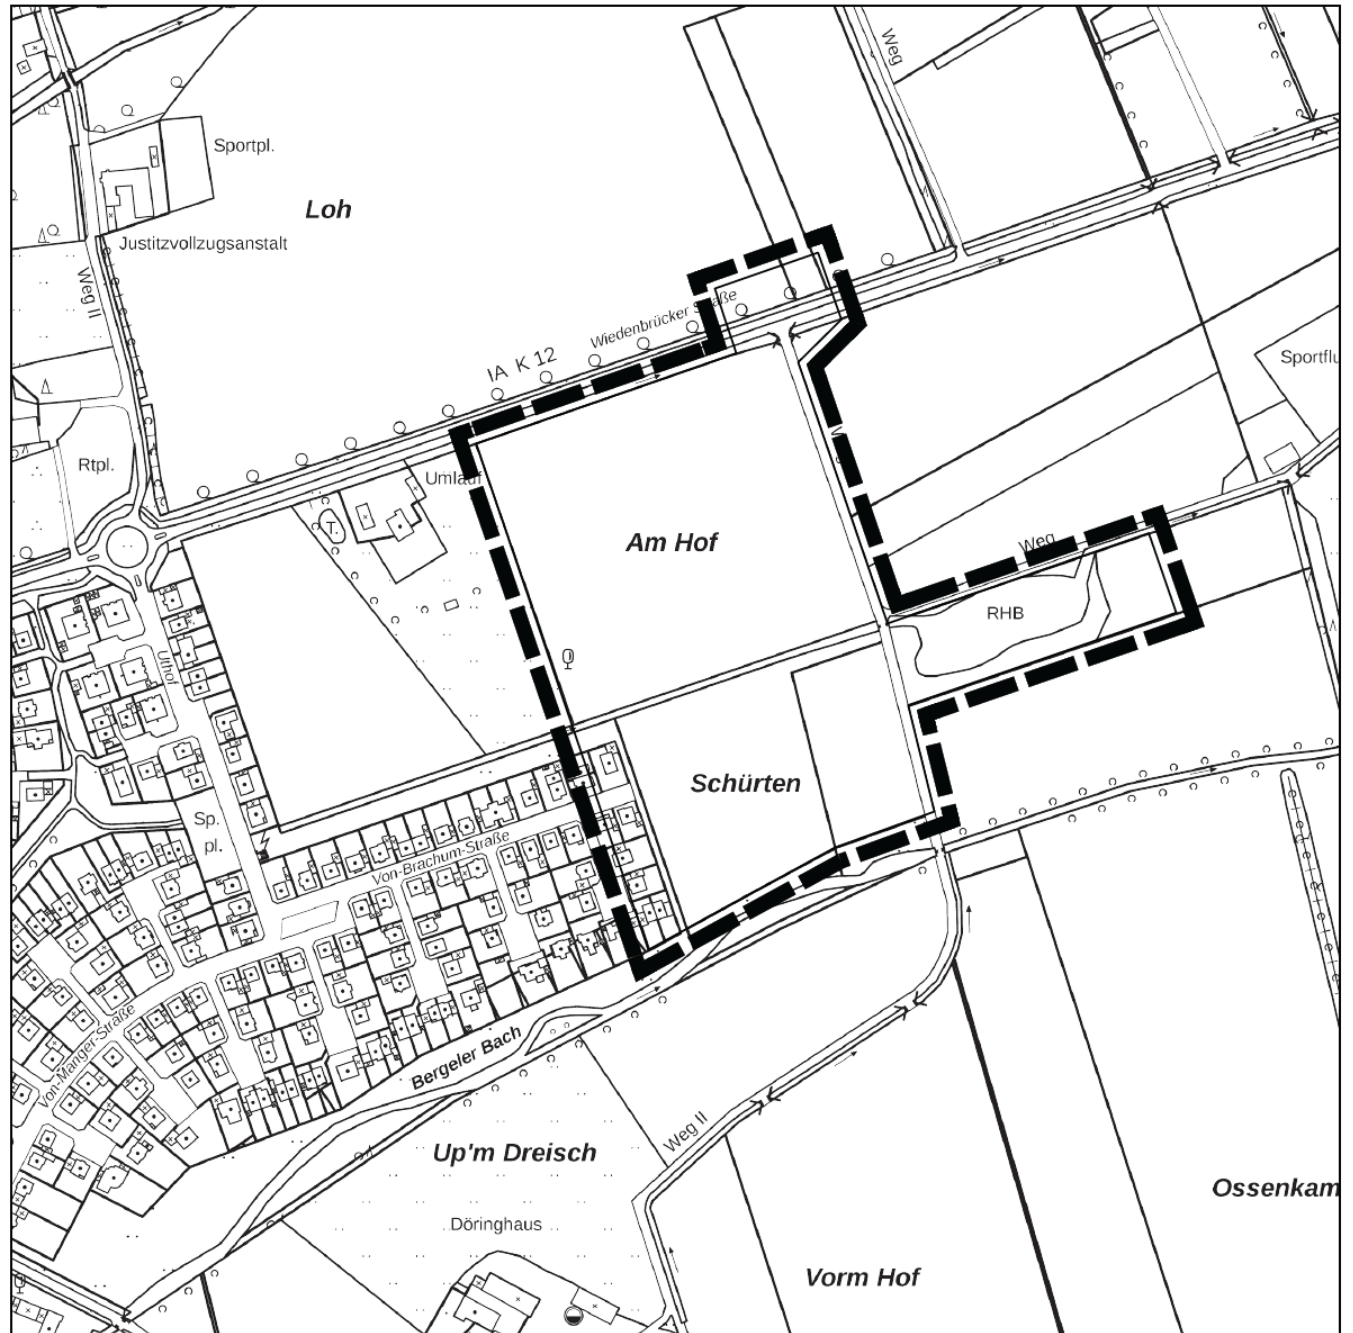 Weg
Sportpl.
Loh
Justitzvollzugsanstalt
Weg II
Wiedenbrücker Straße
IA K 12
Sportflu
Rtpl.
Umlauf
T.
Am Hof
Weg
RHB
Uthof
Schürten
Sp.
pl.
Von-Brachum-Straße
Von-Manger-Straße
Bergeler Bach
Up'm Dreisch
Weg II
Ossenkam
Döringhaus
Vorm Hof